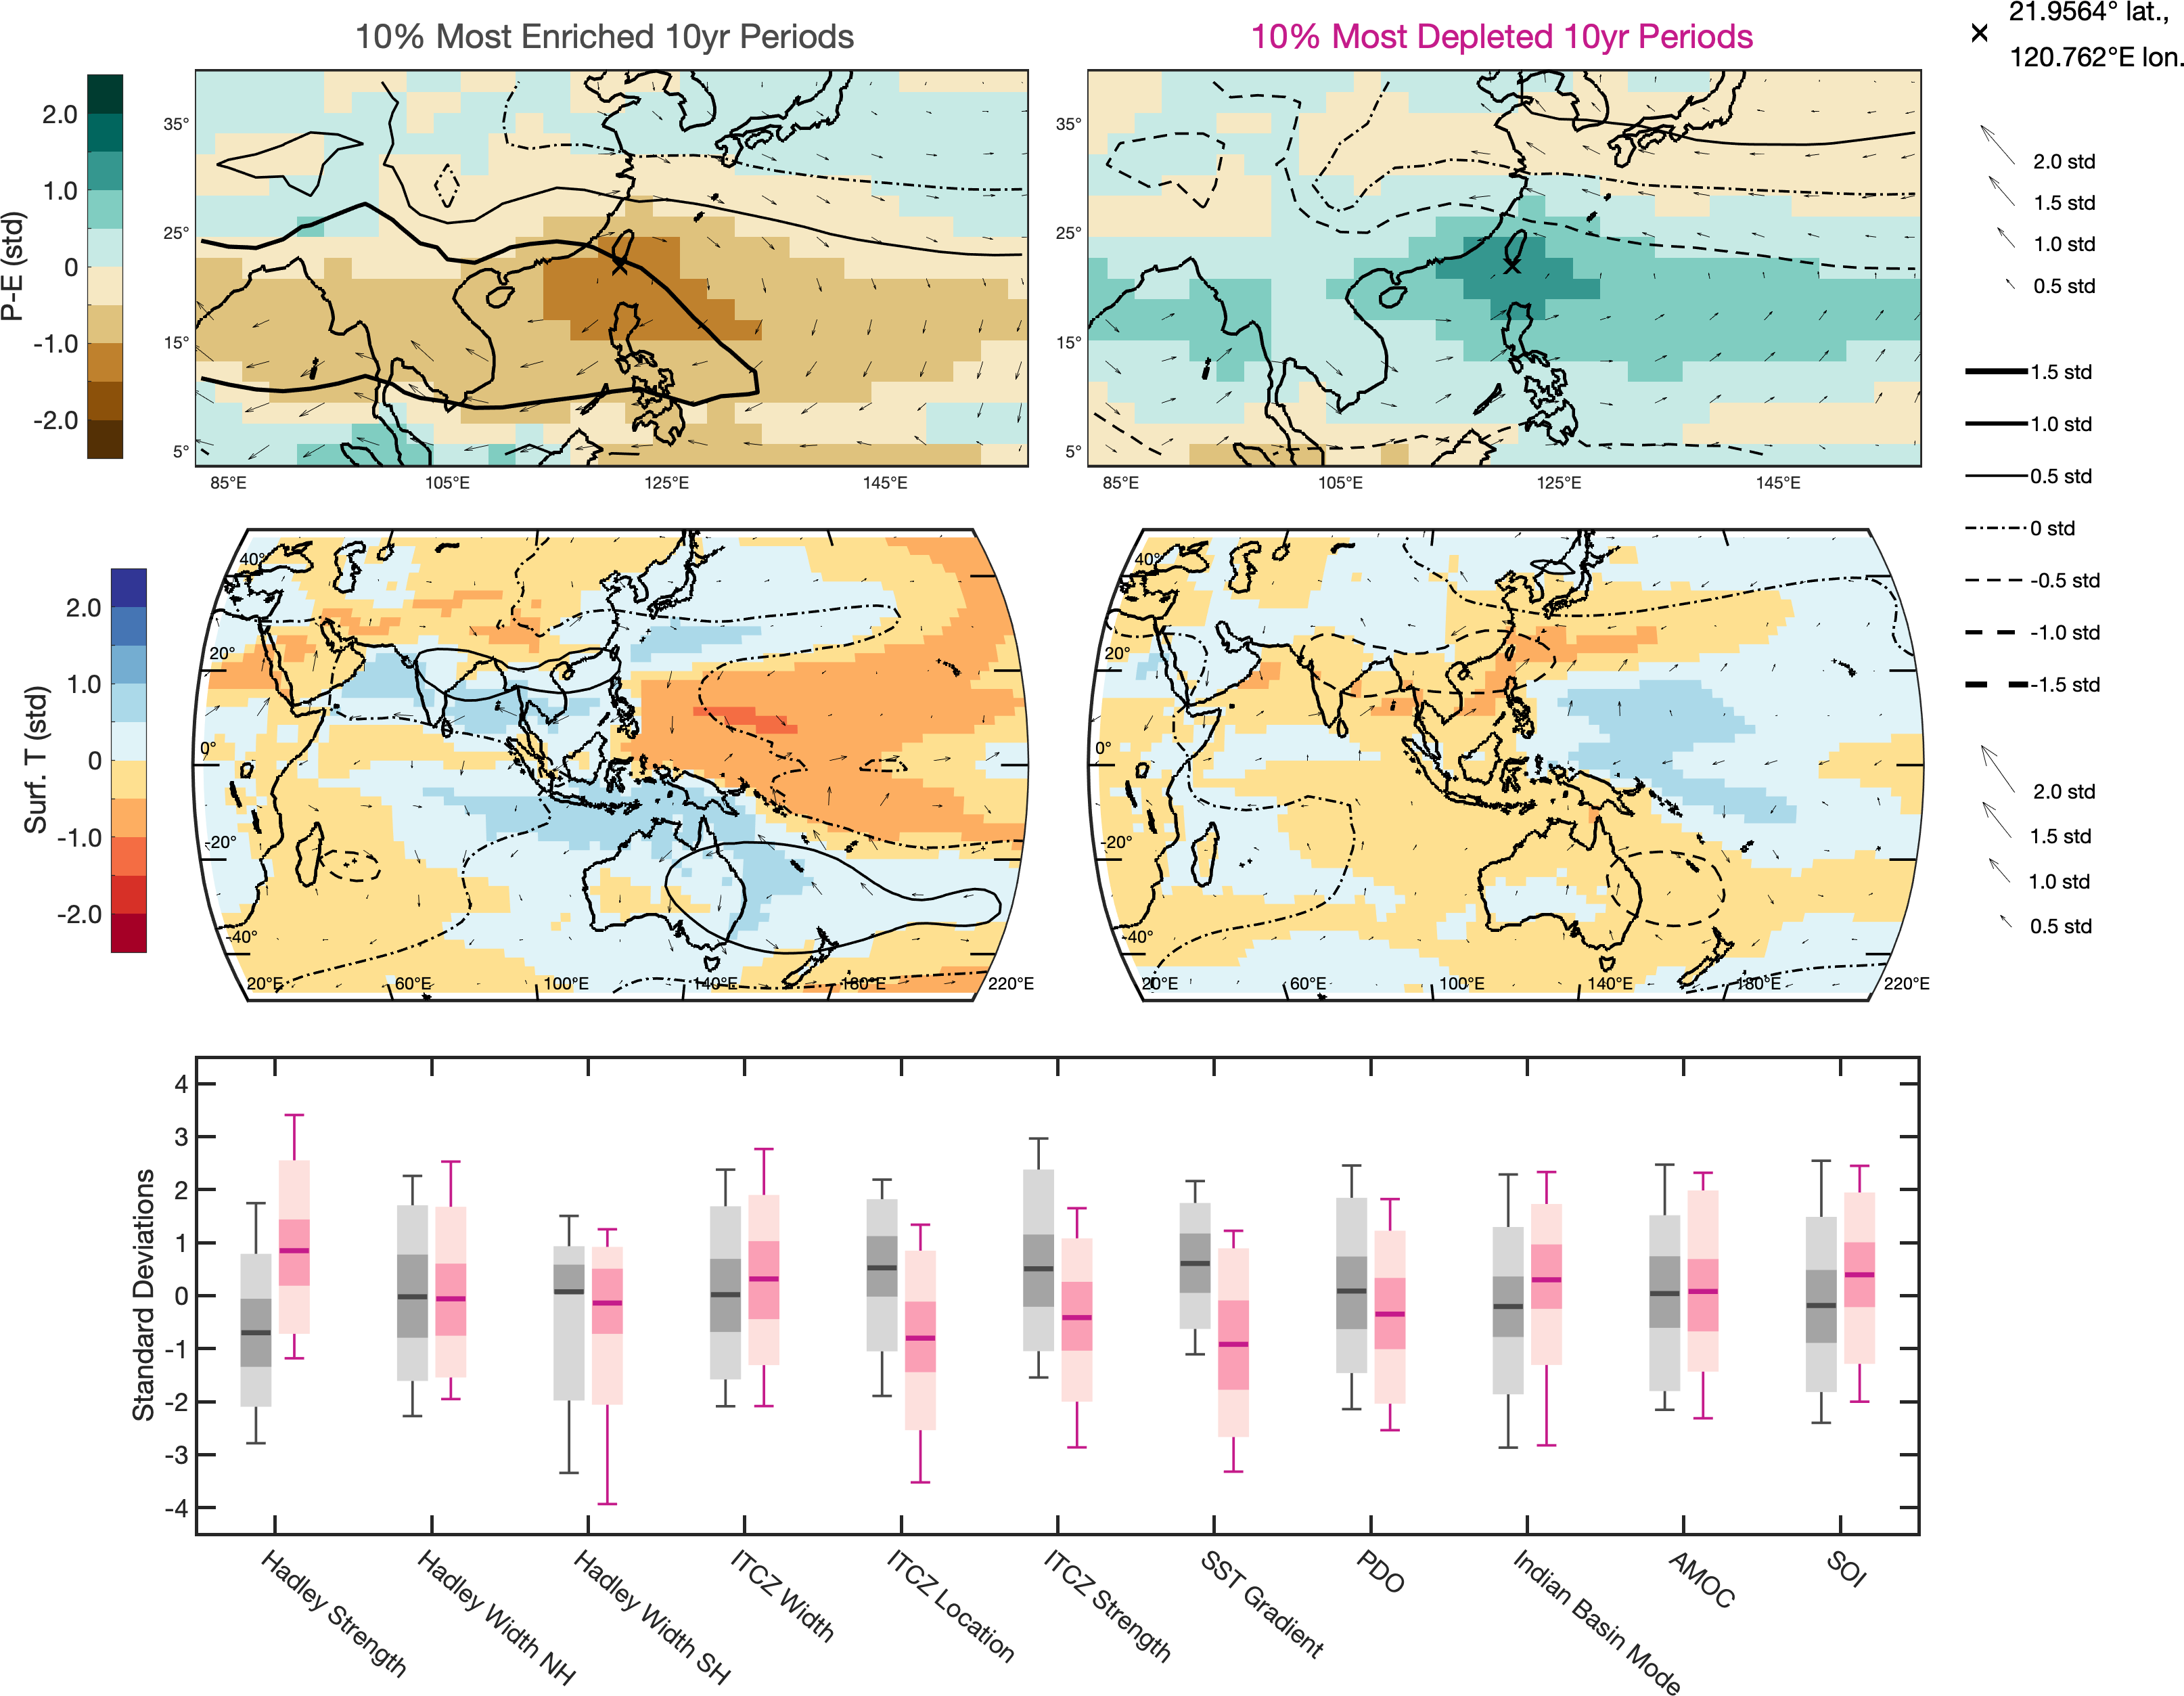 10% Most Enriched 10yr Periods
10% Most Depleted 10yr Periods
× 21.9564° lat.,
120.762°E lon.
P-E (std)
2.0
1.0
0
-1.0
-2.0
35°
25°
15°
5°
85°E 105°E 125°E 145°E
35°
25°
15°
5°
85°E 105°E 125°E 145°E
2.0 std
1.5 std
1.0 std
0.5 std
1.5 std
1.0 std
0.5 std
0 std
-0.5 std
-1.0 std
-1.5 std
Surf. T (std)
2.0
1.0
0
-1.0
-2.0
40°
20°
0°
-20°
-40°
20°E 60°E 100°E 140°E 180°E 220°E
40°
20°
0°
-20°
-40°
20°E 60°E 100°E 140°E 180°E 220°E
2.0 std
1.5 std
1.0 std
0.5 std
Standard Deviations
4
3
2
1
0
-1
-2
-3
-4
Hadley Strength
Hadley Width NH
Hadley Width SH
ITCZ Width
ITCZ Location
ITCZ Strength
SST Gradient
PDO
Indian Basin Mode
AMOC
SOI